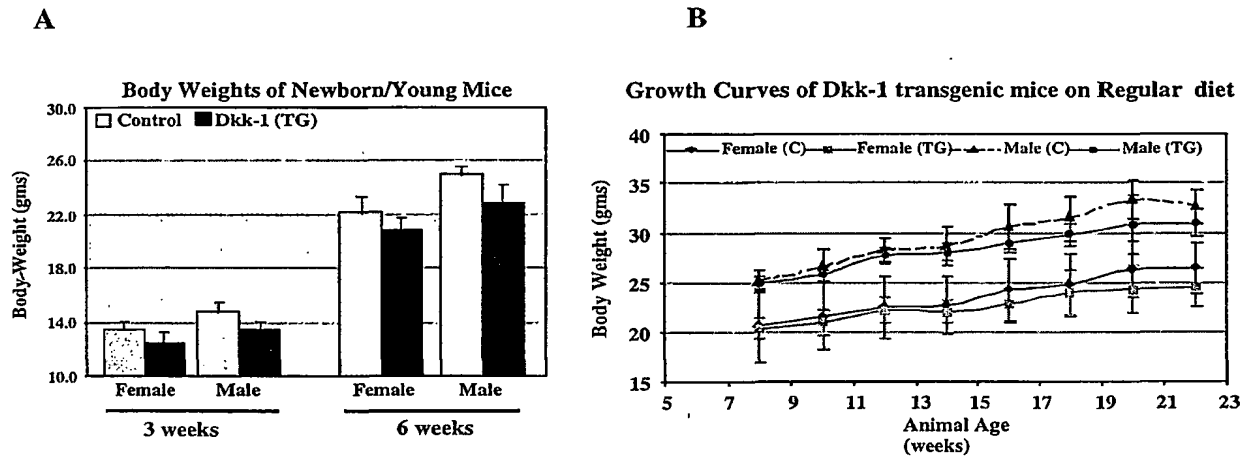 A
Body Weights of Newborn/Young Mice
Body-Weight (gms)
30.0
26.0
22.0
18.0
14.0
10.0
Control Dkk-1 (TG)
Female Male Female Male
3 weeks 6 weeks
B
Growth Curves of Dkk-1 transgenic mice on Regular diet
Body Weight (gms)
40
35
30
25
20
15
Female (C) Female (TG) Male (C) Male (TG)
5 7 9 11 13 15 17 19 21 23
Animal Age
(weeks)